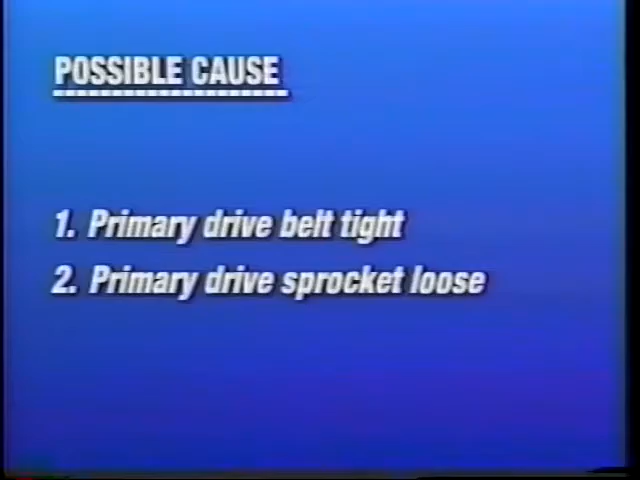 POSSIBLE CAUSE
1. Primary drive belt tight
2. Primary drive sprocket loose